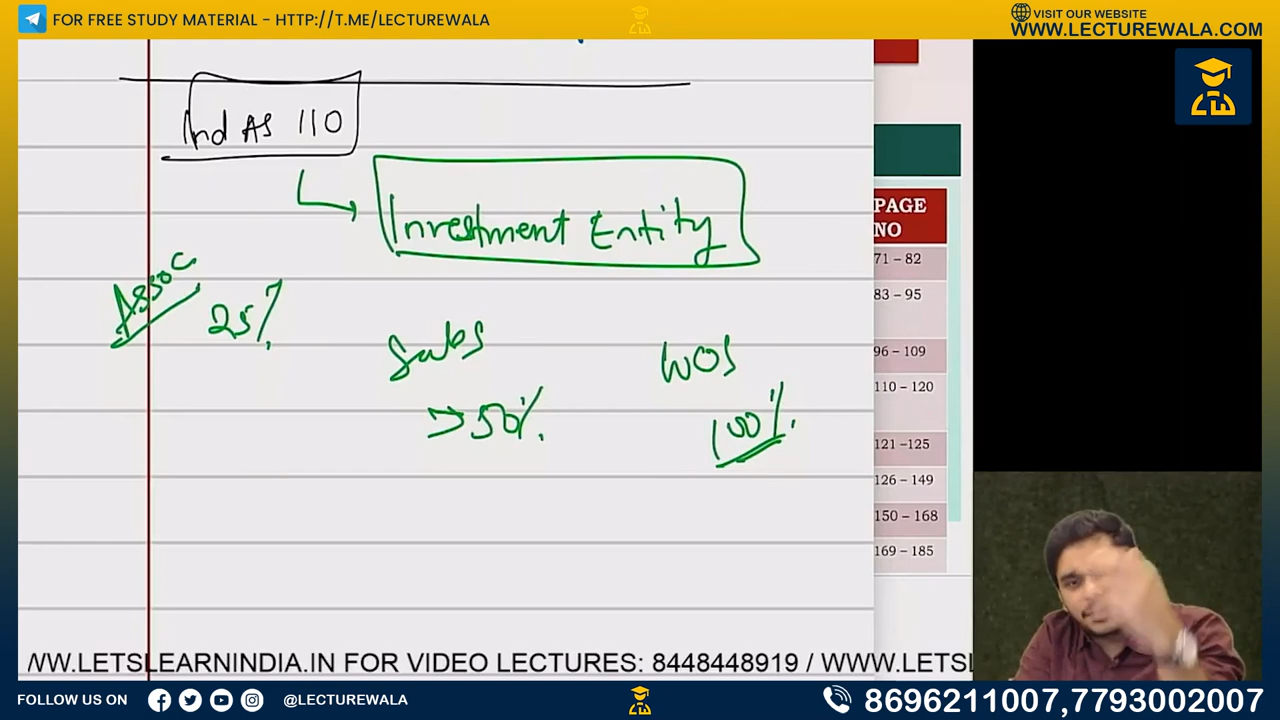 FOR FREE STUDY MATERIAL - HTTP://T.ME/LECTUREWALA
VISIT OUR WEBSITE
WWW.LECTUREWALA.COM
Ind AS 110
Investment Entity
Assoc
25%
Subs
>50%
WOS
100%
PAGE
NO
71 – 82
83 – 95
96 – 109
110 – 120
121 –125
126 – 149
150 – 168
169 – 185
WW.LETSLEARNINDIA.IN FOR VIDEO LECTURES: 8448448919 / WWW.LETSL
FOLLOW US ON
@LECTUREWALA
8696211007,7793002007